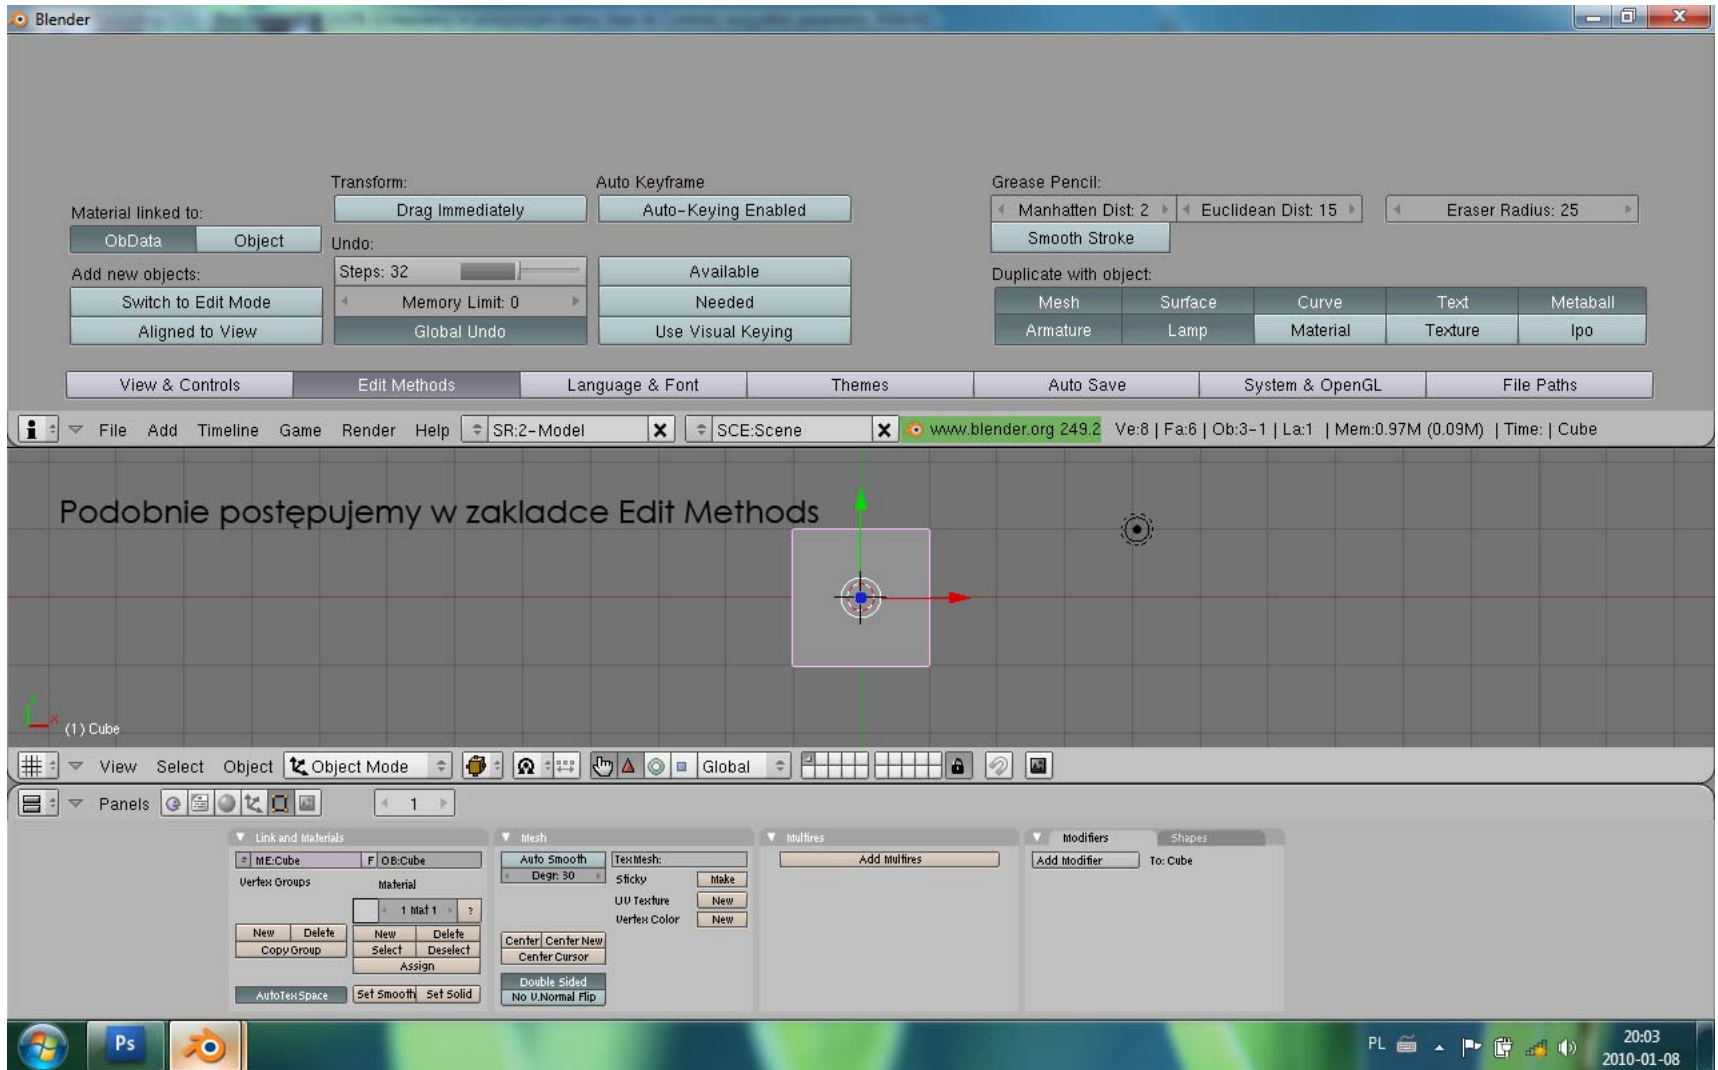 Blender
Transform:
Auto Keyframe
Grease Pencil:
Material linked to:
Drag Immediately
Auto-Keying Enabled
Manhatten Dist: 2
Euclidean Dist: 15
Eraser Radius: 25
ObData
Object
Undo:
Smooth Stroke
Add new objects:
Steps: 32
Available
Duplicate with object:
Switch to Edit Mode
Memory Limit: 0
Needed
Mesh
Surface
Curve
Text
Metaball
Aligned to View
Global Undo
Use Visual Keying
Armature
Lamp
Material
Texture
Ipo
View & Controls
Edit Methods
Language & Font
Themes
Auto Save
System & OpenGL
File Paths
File Add Timeline Game Render Help SR:2-Model X SCE:Scene X www.blender.org 249.2 Ve:8 | Fa:6 | Ob:3-1 | La:1 | Mem:0.97M (0.09M) | Time: | Cube
Podobnie postępujemy w zakladce Edit Methods
x
(1) Cube
View Select Object Object Mode Global
Panels 1
Link and Materials
Mesh
Multires
Modifiers
Shapes
ME:Cube
F OB:Cube
Auto Smooth
TexMesh:
Add Multires
Add Modifier
To: Cube
Vertex Groups
Material
Degr: 30
Sticky
Make
1 Mat 1
?
UV Texture
New
Vertex Color
New
New
Delete
New
Delete
Center
Center New
Copy Group
Select
Deselect
Center Cursor
Assign
Double Sided
AutoTexSpace
Set Smooth
Set Solid
No V.Normal Flip
Ps
PL
20:03
2010-01-08